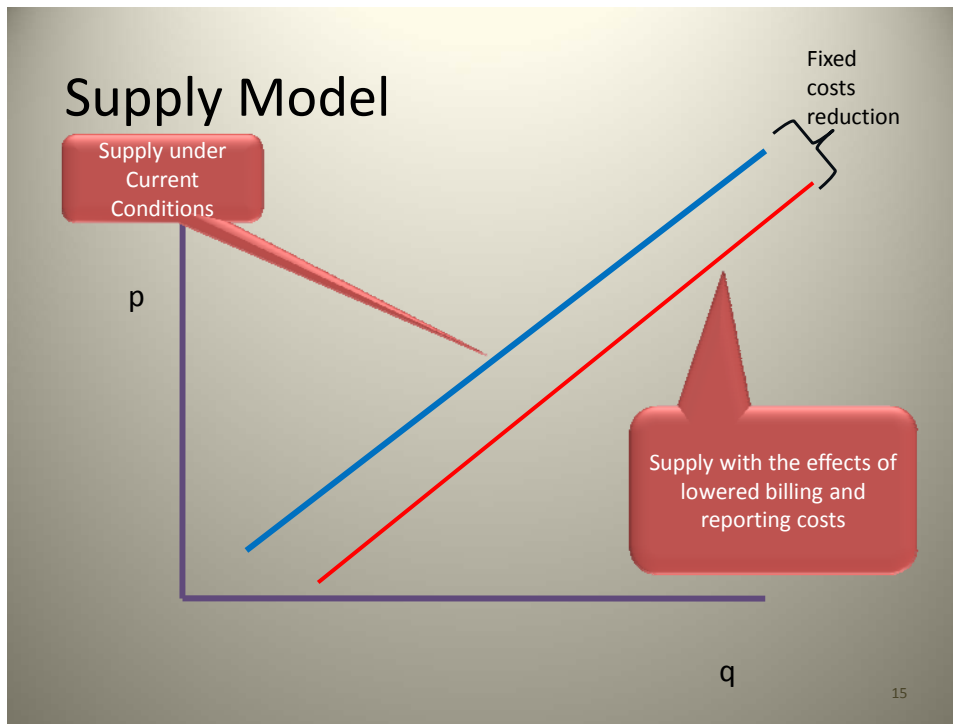 Supply Model
Fixed
costs
reduction
Supply under
Current
Conditions
p
Supply with the effects of
lowered billing and
reporting costs
q
15